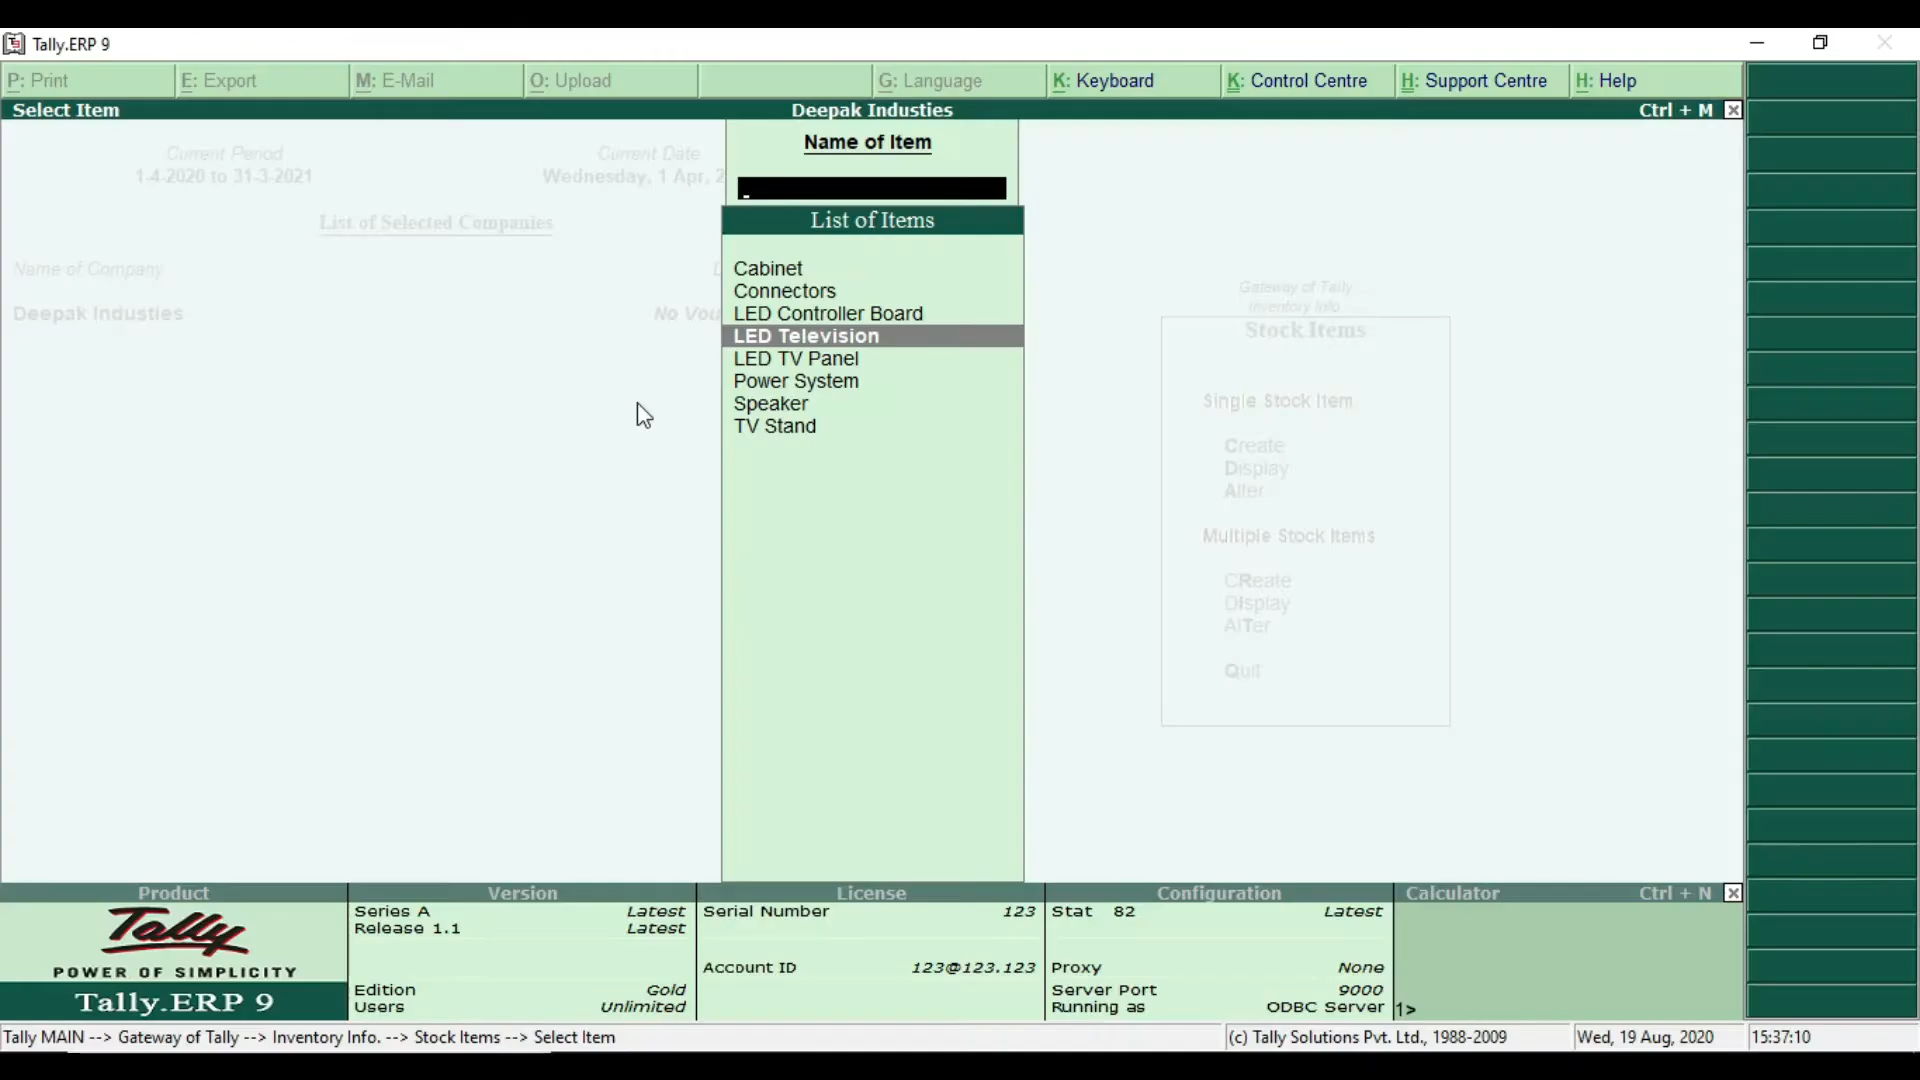 Tally.ERP 9
P: Print E: Export M: E-Mail O: Upload G: Language K: Keyboard K: Control Centre H: Support Centre H: Help
Select Item Deepak Industies Ctrl + M
Current Period Current Date
1-4-2020 to 31-3-2021 Wednesday, 1 Apr, 2
List of Selected Companies
Name of Company
Deepak Industies No Vou
Name of Item
List of Items
Cabinet
Connectors
LED Controller Board
LED Television
LED TV Panel
Power System
Speaker
TV Stand
Gateway of Tally ...
Inventory Info. ...
Stock Items
Single Stock Item
Create
Display
Alter
Multiple Stock Items
CReate
DIsplay
AlTer
Quit
Product Version License Configuration Calculator Ctrl + N
Tally
POWER OF SIMPLICITY
Tally.ERP 9
Series A Latest
Release 1.1 Latest
Edition Gold
Users Unlimited
Serial Number 123
Account ID 123@123.123
Stat 82 Latest
Proxy None
Server Port 9000
Running as ODBC Server
1>
Tally MAIN --> Gateway of Tally --> Inventory Info. --> Stock Items --> Select Item (c) Tally Solutions Pvt. Ltd., 1988-2009 Wed, 19 Aug, 2020 15:37:10